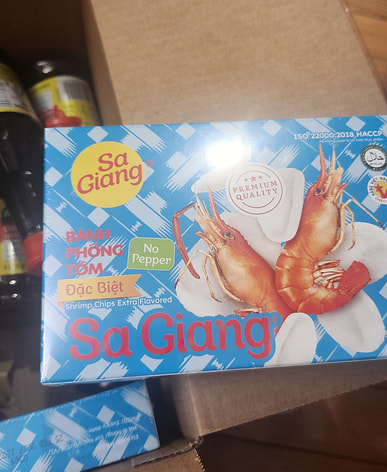 ISO 22000:2018 HACCP
Sa
Giang
PREMIUM
QUALITY
BÁNH
PHỒNG
TÔM
No
Pepper
Đặc Biệt
Shrimp Chips Extra Flavored
Sa Giang